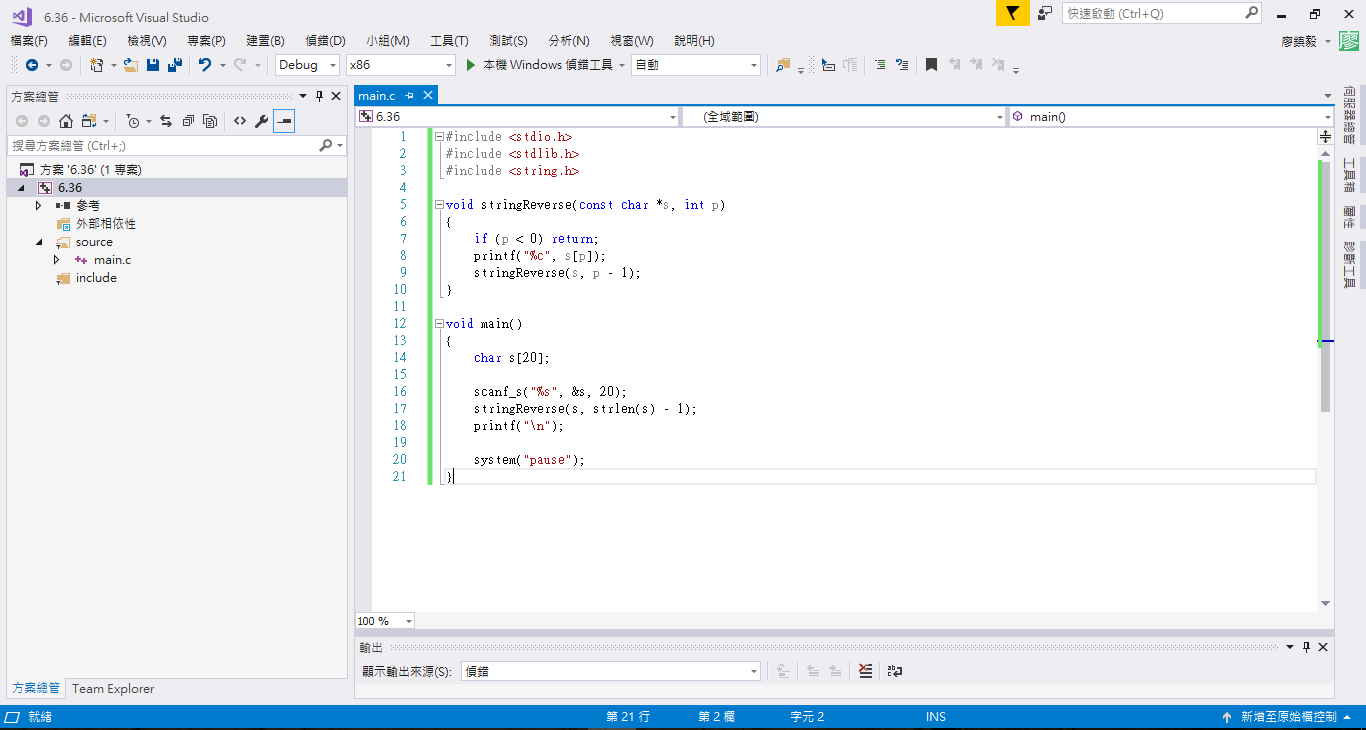 6.36 - Microsoft Visual Studio
快速啟動 (Ctrl+Q)
檔案(F) 編輯(E) 檢視(V) 專案(P) 建置(B) 偵錯(D) 小組(M) 工具(T) 測試(S) 分析(N) 視窗(W) 說明(H)
廖鎮毅 廖
Debug x86 本機 Windows 偵錯工具 自動
方案總管
搜尋方案總管 (Ctrl+;)
方案 '6.36' (1 專案)
6.36
參考
外部相依性
source
main.c
include
方案總管 Team Explorer
main.c
6.36 (全域範圍) main()
1 #include <stdio.h>
2 #include <stdlib.h>
3 #include <string.h>
4
5 void stringReverse(const char *s, int p)
6 {
7 if (p < 0) return;
8 printf("%c", s[p]);
9 stringReverse(s, p - 1);
10 }
11
12 void main()
13 {
14 char s[20];
15
16 scanf_s("%s", &s, 20);
17 stringReverse(s, strlen(s) - 1);
18 printf("\n");
19
20 system("pause");
21 }
100 %
輸出
顯示輸出來源(S): 偵錯
伺服器總管
工具箱
屬性
診斷工具
就緒 第 21 行 第 2 欄 字元 2 INS 新增至原始檔控制